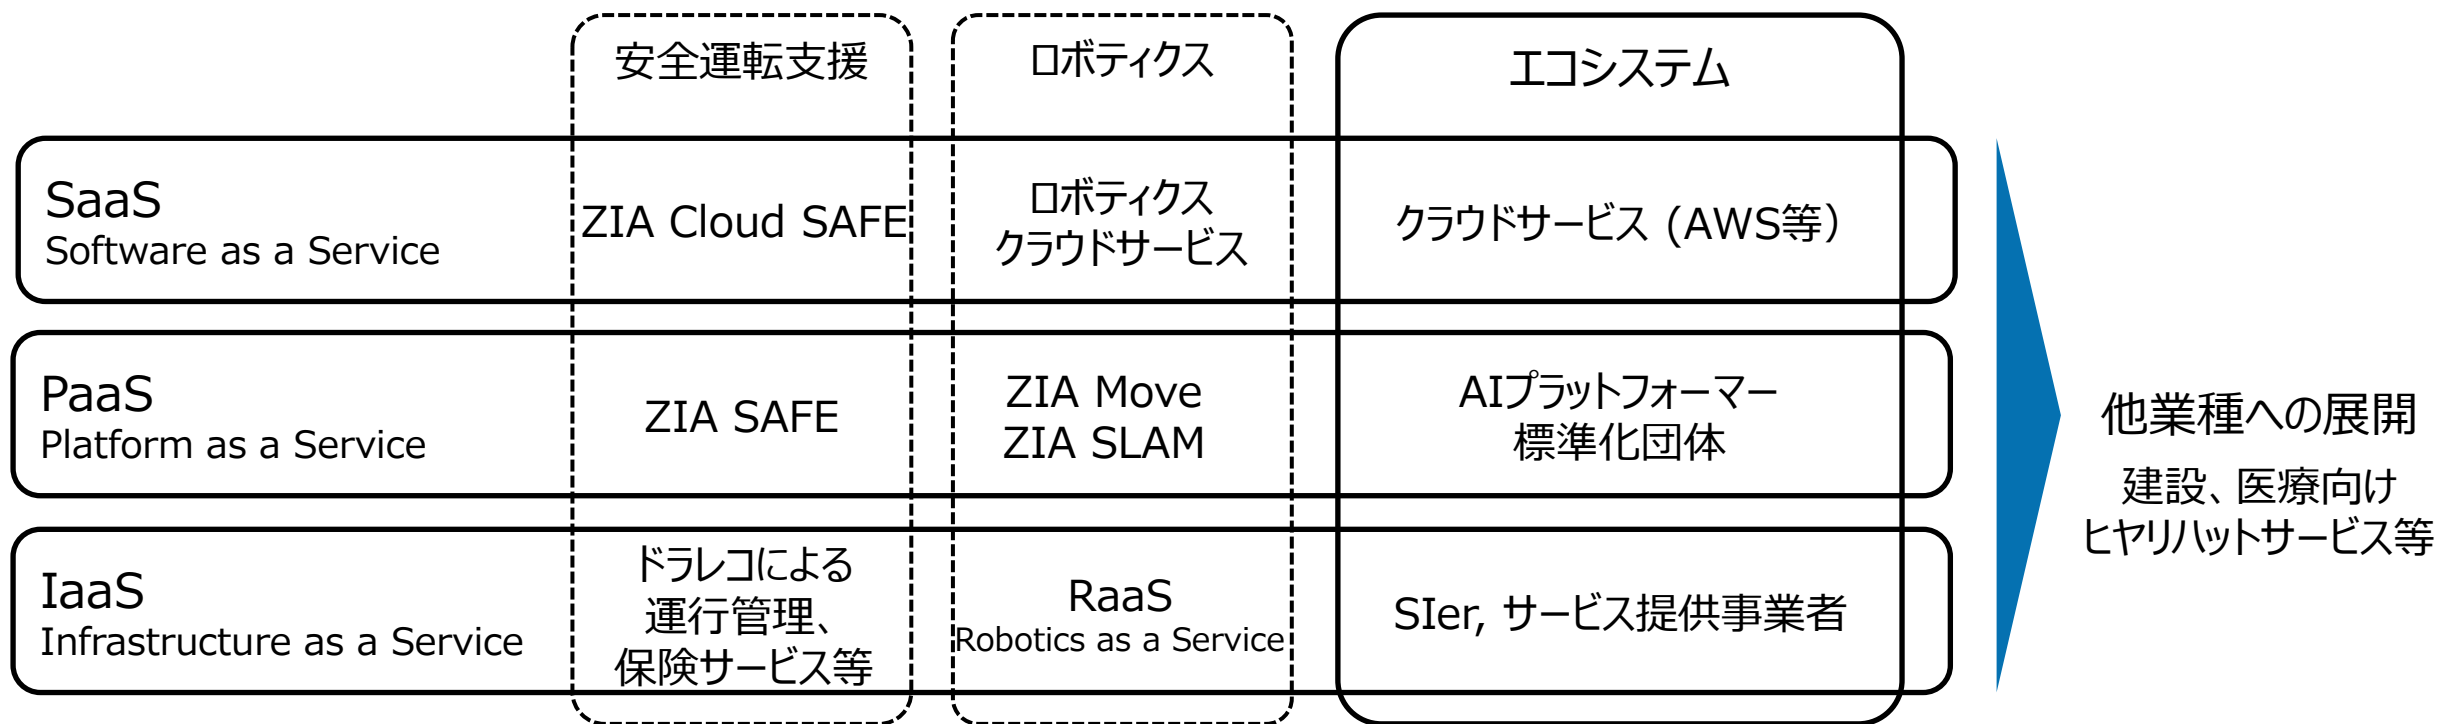 安全運転支援
ロボティクス
エコシステム
SaaS
Software as a Service
ZIA Cloud SAFE
ロボティクス
クラウドサービス
クラウドサービス (AWS等）
PaaS
Platform as a Service
ZIA SAFE
ZIA Move
ZIA SLAM
AIプラットフォーマー
標準化団体
IaaS
Infrastructure as a Service
ドラレコによる
運行管理、
保険サービス等
RaaS
Robotics as a Service
SIer, サービス提供事業者
他業種への展開
建設、医療向け
ヒヤリハットサービス等